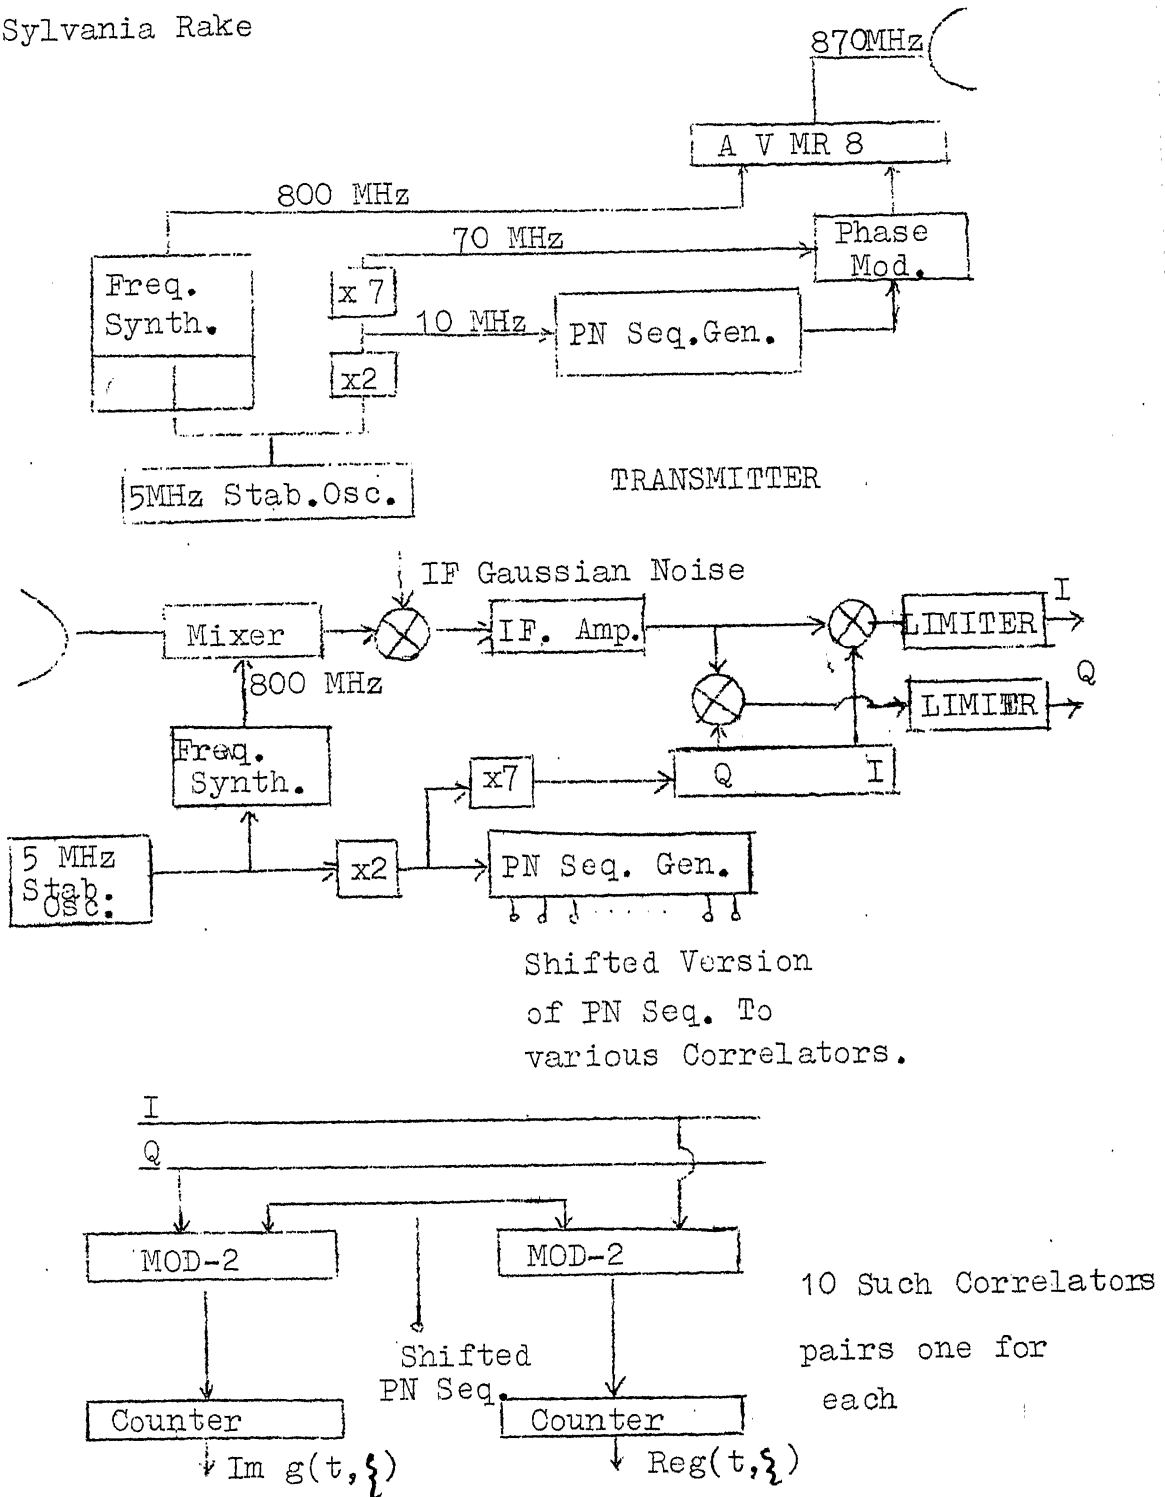 Sylvania Rake
870MHz
A V MR 8
800 MHz
70 MHz
Phase
Mod.
Freq.
Synth.
x 7
10 MHz
PN Seq.Gen.
x2
5MHz Stab.Osc.
TRANSMITTER
IF Gaussian Noise
I
Mixer
IF. Amp.
LIMITER
800 MHz
Q
LIMIER
Freq.
Synth.
x7
Q I
5 MHz
Stab.
Osc.
x2
PN Seq. Gen.
Shifted Version
of PN Seq. To
various Correlators.
I
Q
MOD-2
MOD-2
10 Such Correlators
pairs one for
each
Shifted
PN Seq.
Counter
Counter
Im g(t,ξ)
Reg(t,ξ)